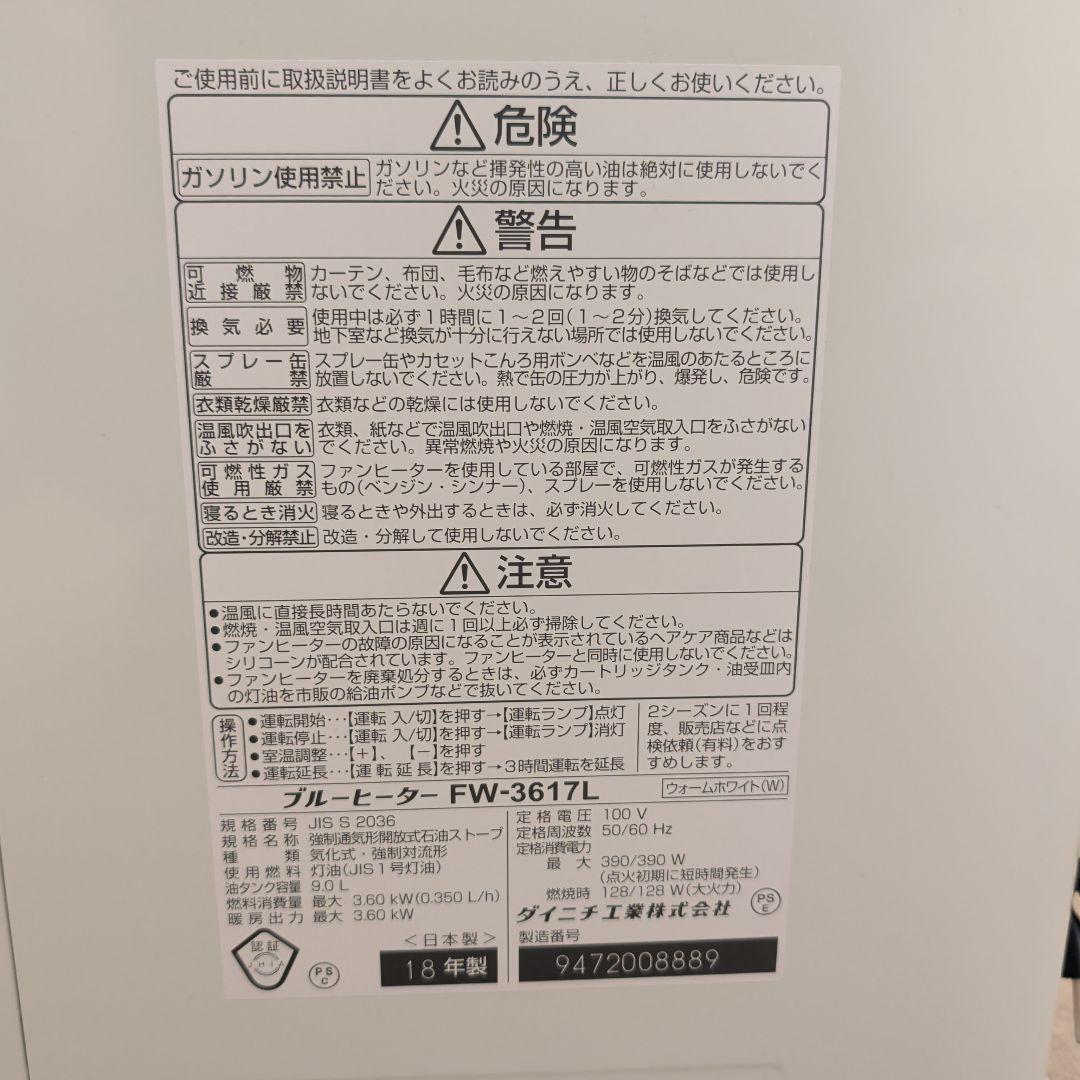 ご使用前に取扱説明書をよくお読みのうえ、正しくお使いください。
危険
ガソリン使用禁止
ガソリンなど揮発性の高い油は絶対に使用しないでく
ださい。火災の原因になります。
警告
可燃物
近接厳禁
カーテン、布団、毛布など燃えやすい物のそばなどでは使用し
ないでください。火災の原因になります。
換気必要
使用中は必ず1時間に1〜2回(1〜2分)換気してください。
地下室など換気が十分に行えない場所では使用しないでください。
スプレー缶
厳禁
スプレー缶やカセットこんろ用ボンベなどを温風のあたるところに
放置しないでください。熱で缶の圧力が上がり、爆発し、危険です。
衣類乾燥厳禁
衣類などの乾燥には使用しないでください。
温風吹出口を
ふさがない
衣類、紙などで温風吹出口や燃焼・温風空気取入口をふさがない
でください。異常燃焼や火災の原因になります。
可燃性ガス
使用厳禁
ファンヒーターを使用している部屋で、可燃性ガスが発生する
もの(ベンジン・シンナー)、スプレーを使用しないでください。
寝るとき消火
寝るときや外出するときは、必ず消火してください。
改造・分解禁止
改造・分解して使用しないでください。
注意
●温風に直接長時間あたらないでください。
●燃焼・温風空気取入口は週に1回以上必ず掃除してください。
●ファンヒーターの故障の原因になることが表示されているヘアケア商品などは
シリコーンが配合されています。ファンヒーターと同時に使用しないでください。
●ファンヒーターを廃棄処分するときは、必ずカートリッジタンク・油受皿内
の灯油を市販の給油ポンプなどで抜いてください。
操作方法
●運転開始…【運転 入/切】を押す→【運転ランプ】点灯
●運転停止…【運転 入/切】を押す→【運転ランプ】消灯
●室温調整…【+】、【−】を押す
●運転延長…【運転延長】を押す→3時間運転を延長
2シーズンに1回程
度、販売店などに点
検依頼(有料)をおす
すめします。
ブルーヒーター FW-3617L
ウォームホワイト(W)
規格番号 JIS S 2036
規格名称 強制通気形開放式石油ストーブ
種類 気化式・強制対流形
使用燃料 灯油(JIS1号灯油)
油タンク容量 9.0 L
燃料消費量 最大 3.60 kW(0.350 L/h)
暖房出力 最大 3.60 kW
定格電圧 100 V
定格周波数 50/60 Hz
定格消費電力
最大 390/390 W
(点火初期に短時間発生)
燃焼時 128/128 W(大火力)
ダイニチ工業株式会社
PS
E
認証
JHIA
PS
C
<日本製>
18年製
製造番号
9472008889